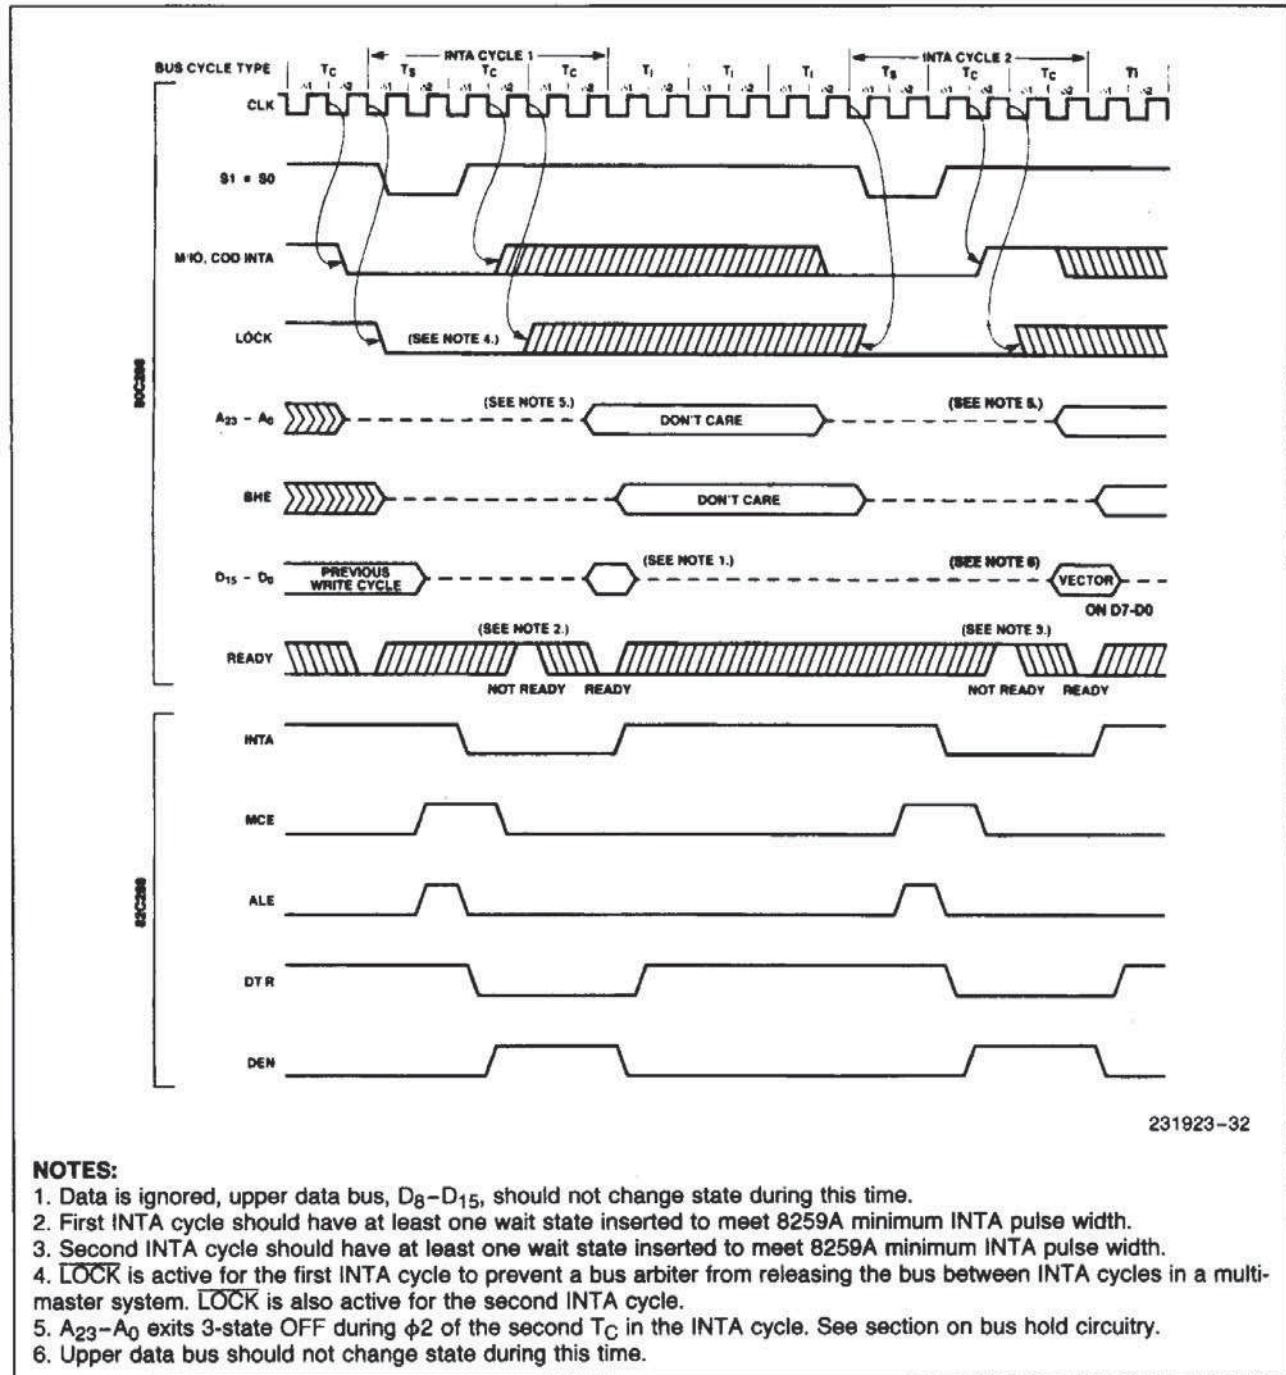 INTA CYCLE 1
INTA CYCLE 2
BUS CYCLE TYPE TC TS TC TC TI TI TI TS TC TC TI
CLK
S1 • S0
M/IO, COD INTA
LOCK (SEE NOTE 4.)
80C286
A23 - A0 (SEE NOTE 5.) DON'T CARE (SEE NOTE 5.)
BHE DON'T CARE
D15 - D0 PREVIOUS WRITE CYCLE (SEE NOTE 1.) (SEE NOTE 6) VECTOR
ON D7-D0
(SEE NOTE 2.) (SEE NOTE 3.)
READY
NOT READY READY NOT READY READY
INTA
MCE
ALE
82C288
DT R
DEN
231923-32
NOTES:
1. Data is ignored, upper data bus, D8–D15, should not change state during this time.
2. First INTA cycle should have at least one wait state inserted to meet 8259A minimum INTA pulse width.
3. Second INTA cycle should have at least one wait state inserted to meet 8259A minimum INTA pulse width.
4. LOCK is active for the first INTA cycle to prevent a bus arbiter from releasing the bus between INTA cycles in a multi-
master system. LOCK is also active for the second INTA cycle.
5. A23–A0 exits 3-state OFF during ϕ2 of the second TC in the INTA cycle. See section on bus hold circuitry.
6. Upper data bus should not change state during this time.